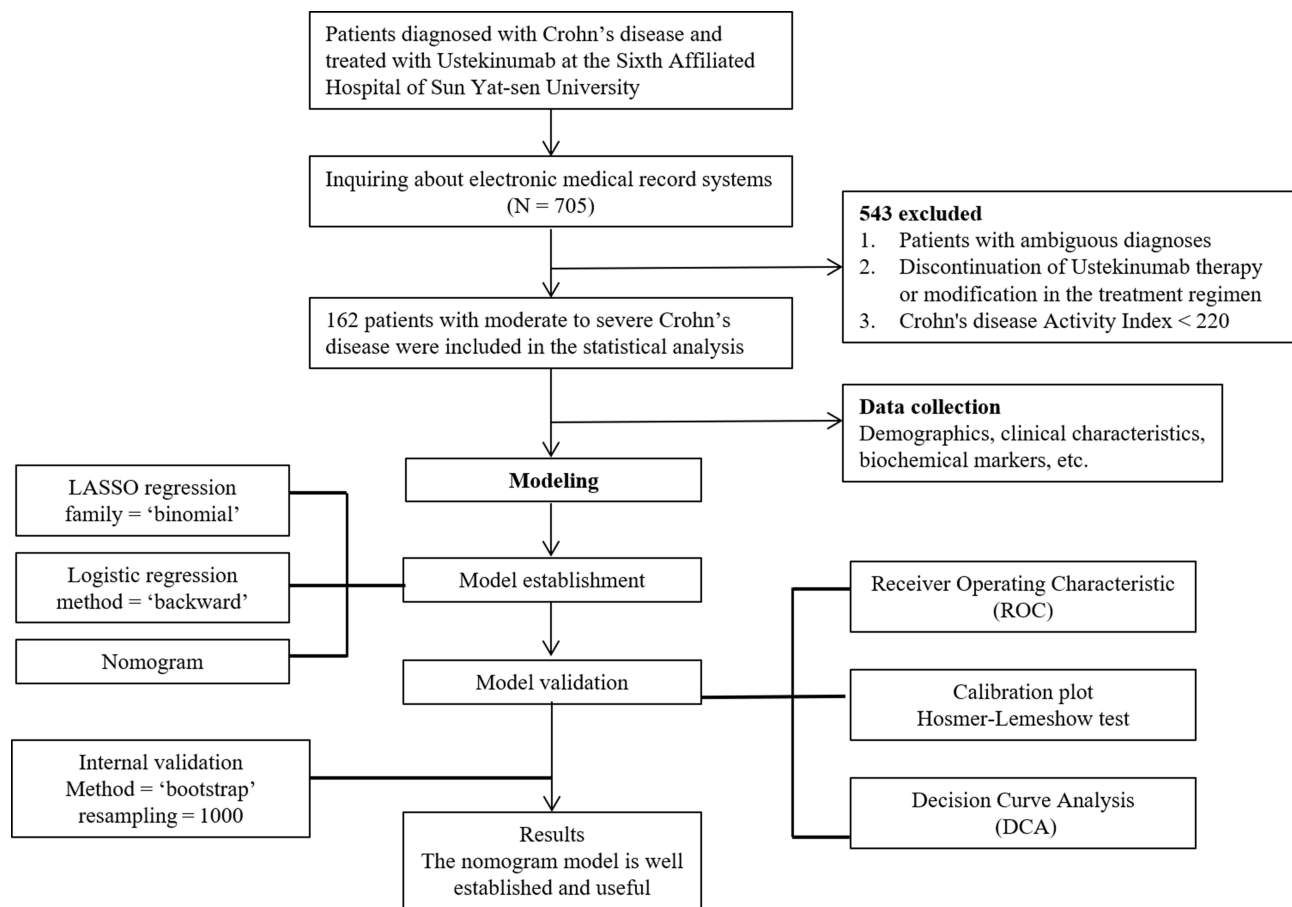 Patients diagnosed with Crohn’s disease and
treated with Ustekinumab at the Sixth Affiliated
Hospital of Sun Yat-sen University
Inquiring about electronic medical record systems
(N = 705)
543 excluded
1. Patients with ambiguous diagnoses
2. Discontinuation of Ustekinumab therapy
or modification in the treatment regimen
3. Crohn's disease Activity Index < 220
162 patients with moderate to severe Crohn’s
disease were included in the statistical analysis
Data collection
Demographics, clinical characteristics,
biochemical markers, etc.
Modeling
LASSO regression
family = ‘binomial’
Logistic regression
method = ‘backward’
Nomogram
Model establishment
Model validation
Receiver Operating Characteristic
(ROC)
Calibration plot
Hosmer-Lemeshow test
Decision Curve Analysis
(DCA)
Internal validation
Method = ‘bootstrap’
resampling = 1000
Results
The nomogram model is well
established and useful